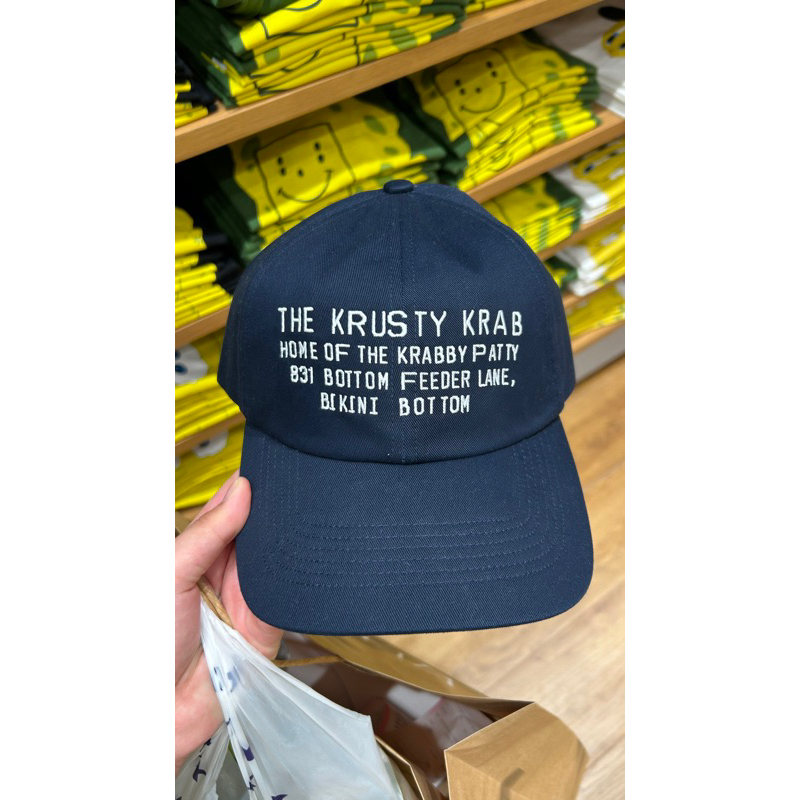 THE KRUSTY KRAB
HOME OF THE KRABBY PATTY
831 BOTTOM FEEDER LANE,
BIKINI BOTTOM